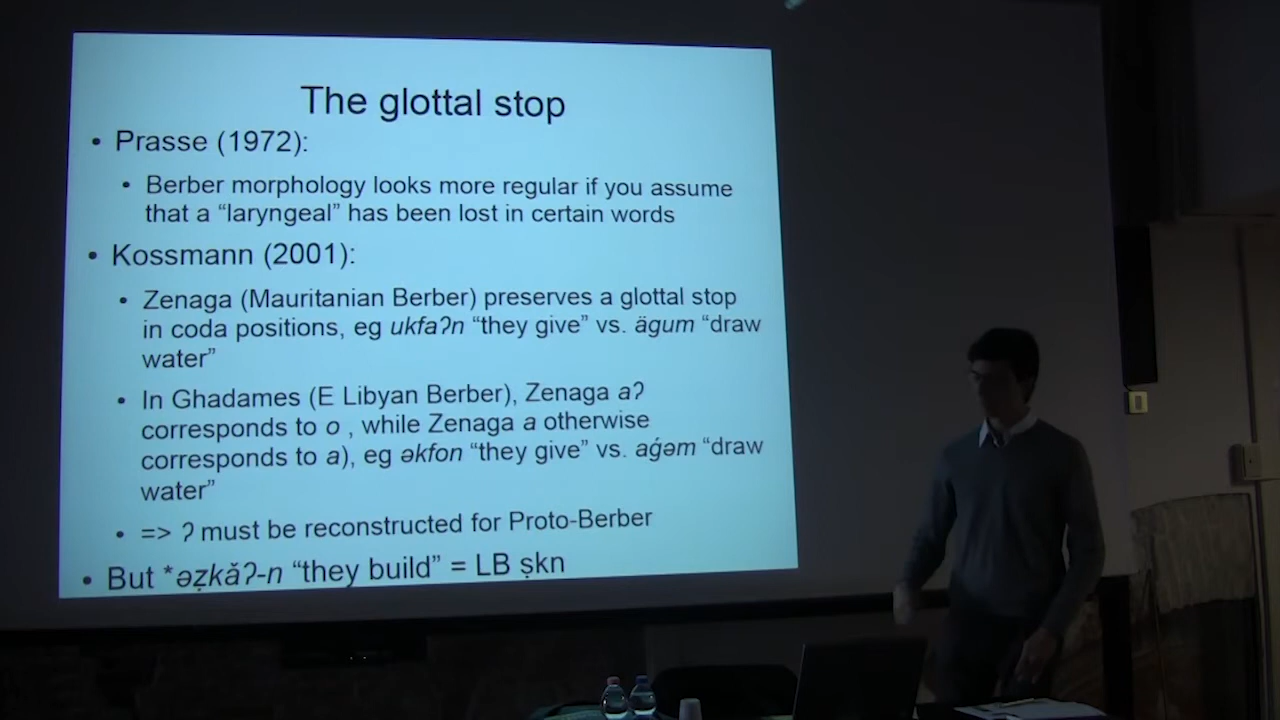 The glottal stop
• Prasse (1972):
• Berber morphology looks more regular if you assume
that a “laryngeal” has been lost in certain words
• Kossmann (2001):
• Zenaga (Mauritanian Berber) preserves a glottal stop
in coda positions, eg ukfaʔn “they give” vs. ägum “draw
water”
• In Ghadames (E Libyan Berber), Zenaga aʔ
corresponds to o , while Zenaga a otherwise
corresponds to a), eg əkfon “they give” vs. aǵəm “draw
water”
• => ʔ must be reconstructed for Proto-Berber
• But *əẓkăʔ-n “they build” = LB ṣkn